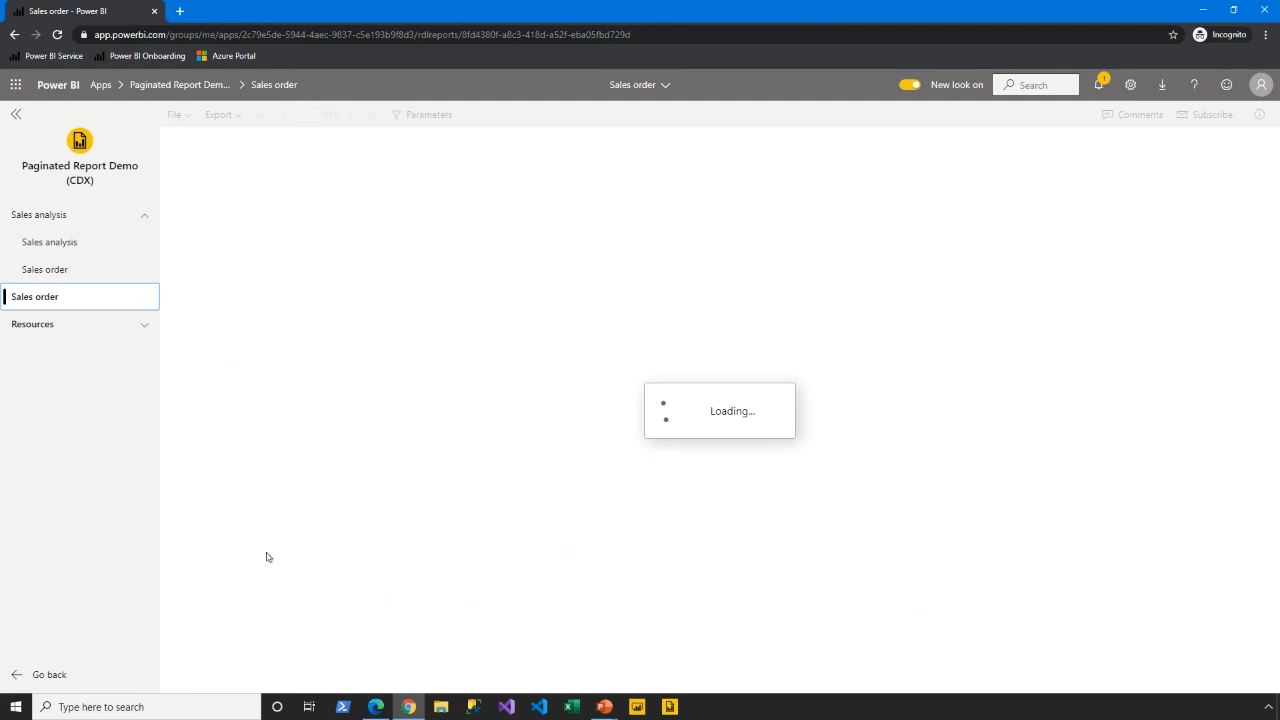 Sales order - Power BI
app.powerbi.com/groups/me/apps/2c79e5de-5944-4aec-9837-c5e193b9f8d3/rdlreports/8fd4380f-a8c3-418d-a52f-eba05fbd729d
Incognito
Power BI Service Power BI Onboarding Azure Portal
Power BI Apps Paginated Report Dem... Sales order Sales order New look on Search 1
File Export Parameters Comments Subscribe
Paginated Report Demo
(CDX)
Sales analysis
Sales analysis
Sales order
Sales order
Resources
Loading...
Go back
Type here to search